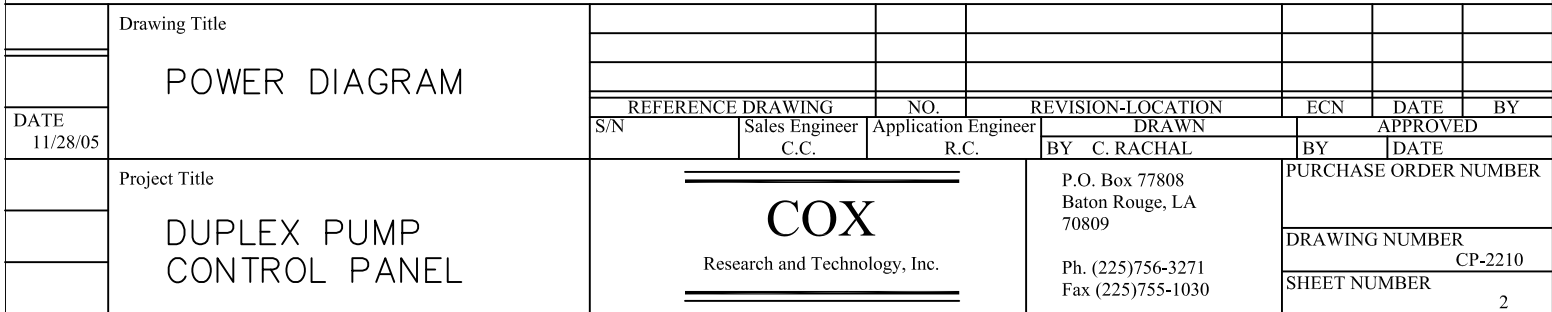 Drawing Title
POWER DIAGRAM
DATE
11/28/05
REFERENCE DRAWING NO. REVISION-LOCATION ECN DATE BY
S/N Sales Engineer Application Engineer DRAWN APPROVED
C.C. R.C. BY C. RACHAL BY DATE
Project Title
DUPLEX PUMP
CONTROL PANEL
COX
Research and Technology, Inc.
P.O. Box 77808
Baton Rouge, LA
70809
Ph. (225)756-3271
Fax (225)755-1030
PURCHASE ORDER NUMBER
DRAWING NUMBER
CP-2210
SHEET NUMBER
2